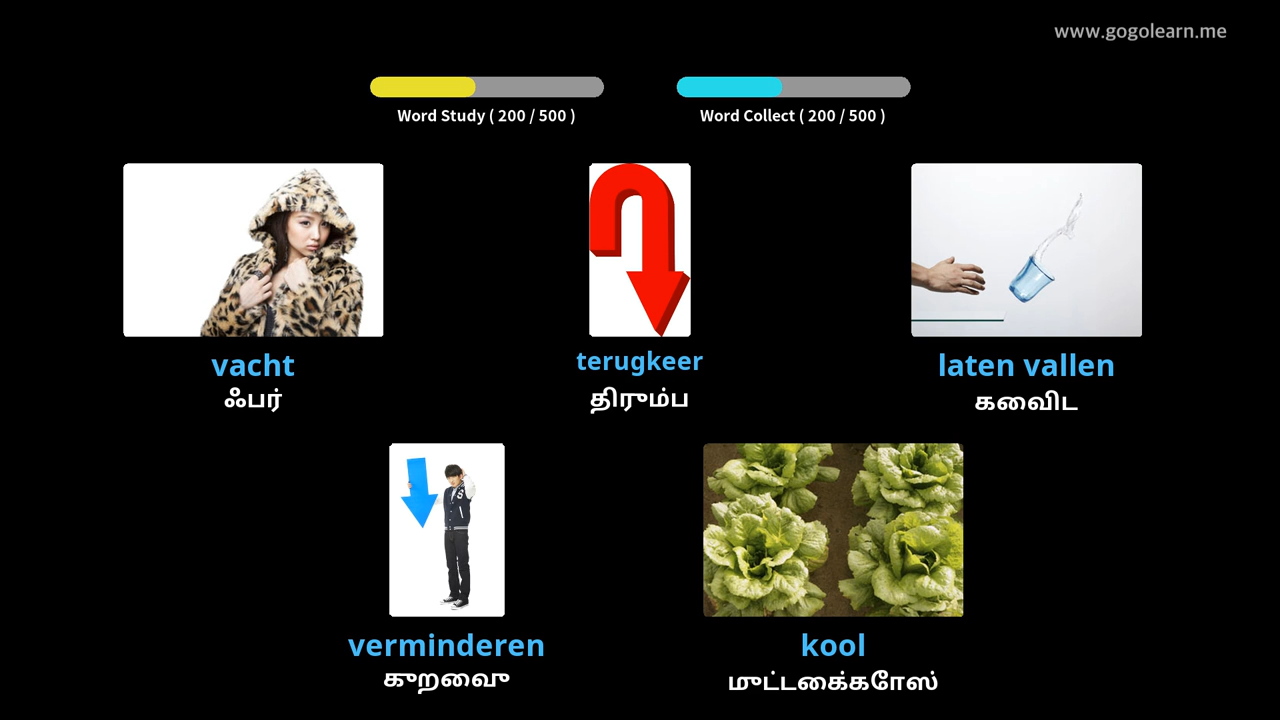 www.gogolearn.me
Word Study ( 200 / 500 )
Word Collect ( 200 / 500 )
vacht
ஃபர்
terugkeer
திரும்ப
laten vallen
கைவிட
verminderen
குறைவு
kool
முட்டைக்கோஸ்